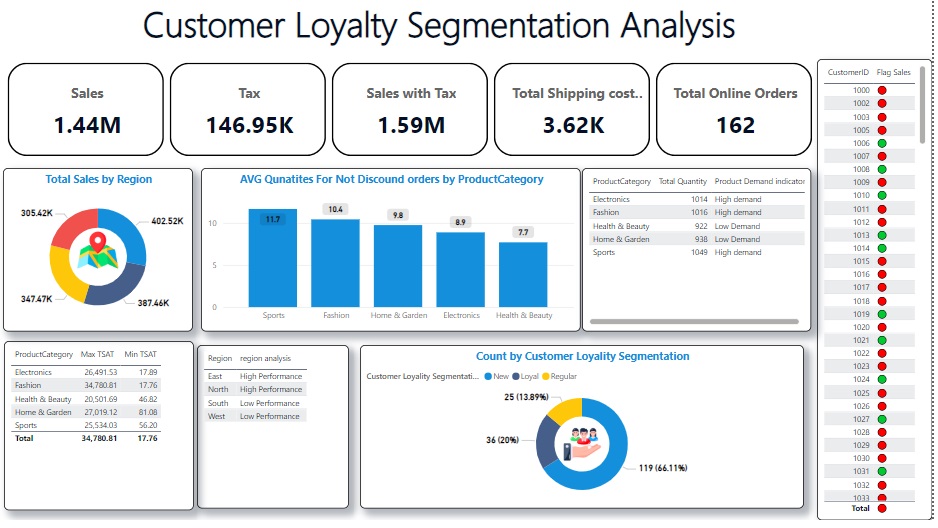 Customer Loyalty Segmentation Analysis
Sales
1.44M
Tax
146.95K
Sales with Tax
1.59M
Total Shipping cost..
3.62K
Total Online Orders
162
Total Sales by Region
305.42K
402.52K
347.47K
387.46K
AVG Qunatites For Not Discound orders by ProductCategory
10
5
0
11.7
10.4
9.8
8.9
7.7
Sports Fashion Home & Garden Electronics Health & Beauty
ProductCategory Total Quantity Product Demand indicator
Electronics 1014 High demand
Fashion 1016 High demand
Health & Beauty 922 Low Demand
Home & Garden 938 Low Demand
Sports 1049 High demand
ProductCategory Max TSAT Min TSAT
Electronics 26,491.53 17.89
Fashion 34,780.81 17.76
Health & Beauty 20,501.69 46.82
Home & Garden 27,019.12 81.08
Sports 25,534.03 56.20
Total 34,780.81 17.76
Region region analysis
East High Performance
North High Performance
South Low Performance
West Low Performance
Count by Customer Loyality Segmentation
Customer Loyality Segmentati... New Loyal Regular
25 (13.89%)
36 (20%)
119 (66.11%)
CustomerID Flag Sales
1000
1002
1003
1005
1006
1007
1008
1009
1010
1011
1012
1013
1014
1015
1016
1017
1018
1019
1020
1021
1022
1023
1024
1025
1026
1027
1028
1029
1030
1031
1032
1033
Total